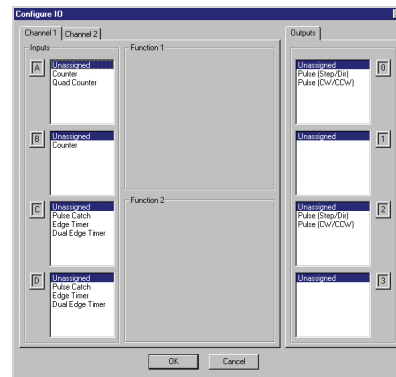 Configure IO
Channel 1
Channel 2
Outputs
Inputs
Function 1
A
Unassigned
Counter
Quad Counter
B
Unassigned
Counter
C
Unassigned
Pulse Catch
Edge Timer
Dual Edge Timer
D
Unassigned
Pulse Catch
Edge Timer
Dual Edge Timer
Function 2
Unassigned
Pulse (Step/Dir)
Pulse (CW/CCW)
0
Unassigned
1
Unassigned
Pulse (Step/Dir)
Pulse (CW/CCW)
2
Unassigned
3
OK
Cancel